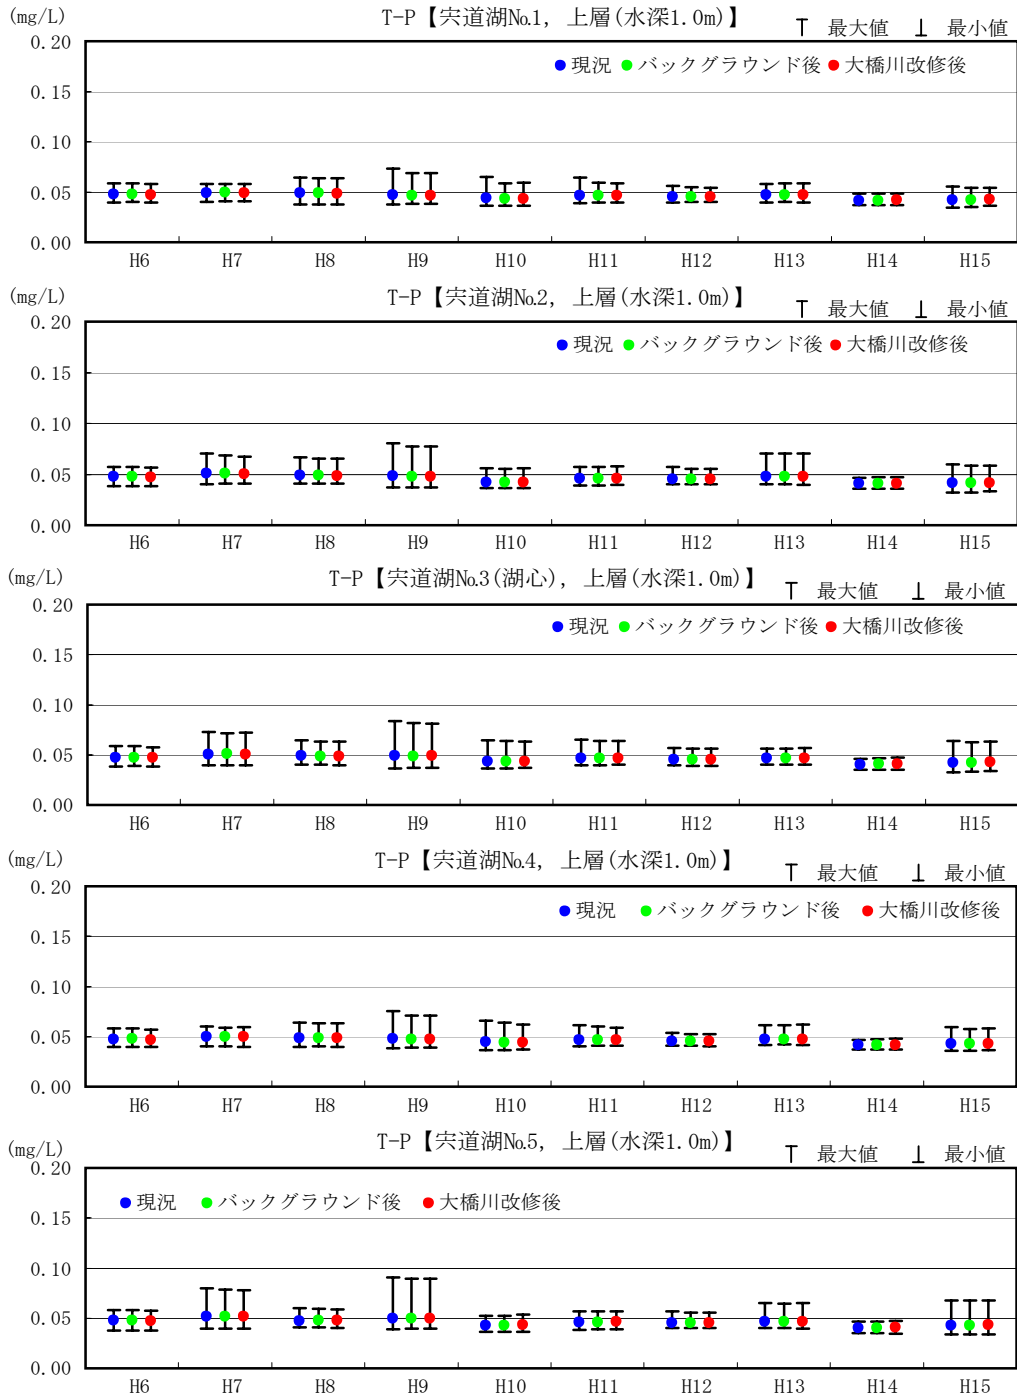 (mg/L) T-P【宍道湖№1, 上層(水深1.0m)】 最大値 最小値
0.20
● 現況 ● バックグラウンド後 ● 大橋川改修後
0.15
0.10
0.05
0.00
H6 H7 H8 H9 H10 H11 H12 H13 H14 H15
(mg/L) T-P【宍道湖№2, 上層(水深1.0m)】 最大値 最小値
0.20
● 現況 ● バックグラウンド後 ● 大橋川改修後
0.15
0.10
0.05
0.00
H6 H7 H8 H9 H10 H11 H12 H13 H14 H15
(mg/L) T-P【宍道湖№3(湖心), 上層(水深1.0m)】 最大値 最小値
0.20
● 現況 ● バックグラウンド後 ● 大橋川改修後
0.15
0.10
0.05
0.00
H6 H7 H8 H9 H10 H11 H12 H13 H14 H15
(mg/L) T-P【宍道湖№4, 上層(水深1.0m)】 最大値 最小値
0.20
● 現況 ● バックグラウンド後 ● 大橋川改修後
0.15
0.10
0.05
0.00
H6 H7 H8 H9 H10 H11 H12 H13 H14 H15
(mg/L) T-P【宍道湖№5, 上層(水深1.0m)】 最大値 最小値
0.20
● 現況 ● バックグラウンド後 ● 大橋川改修後
0.15
0.10
0.05
0.00
H6 H7 H8 H9 H10 H11 H12 H13 H14 H15